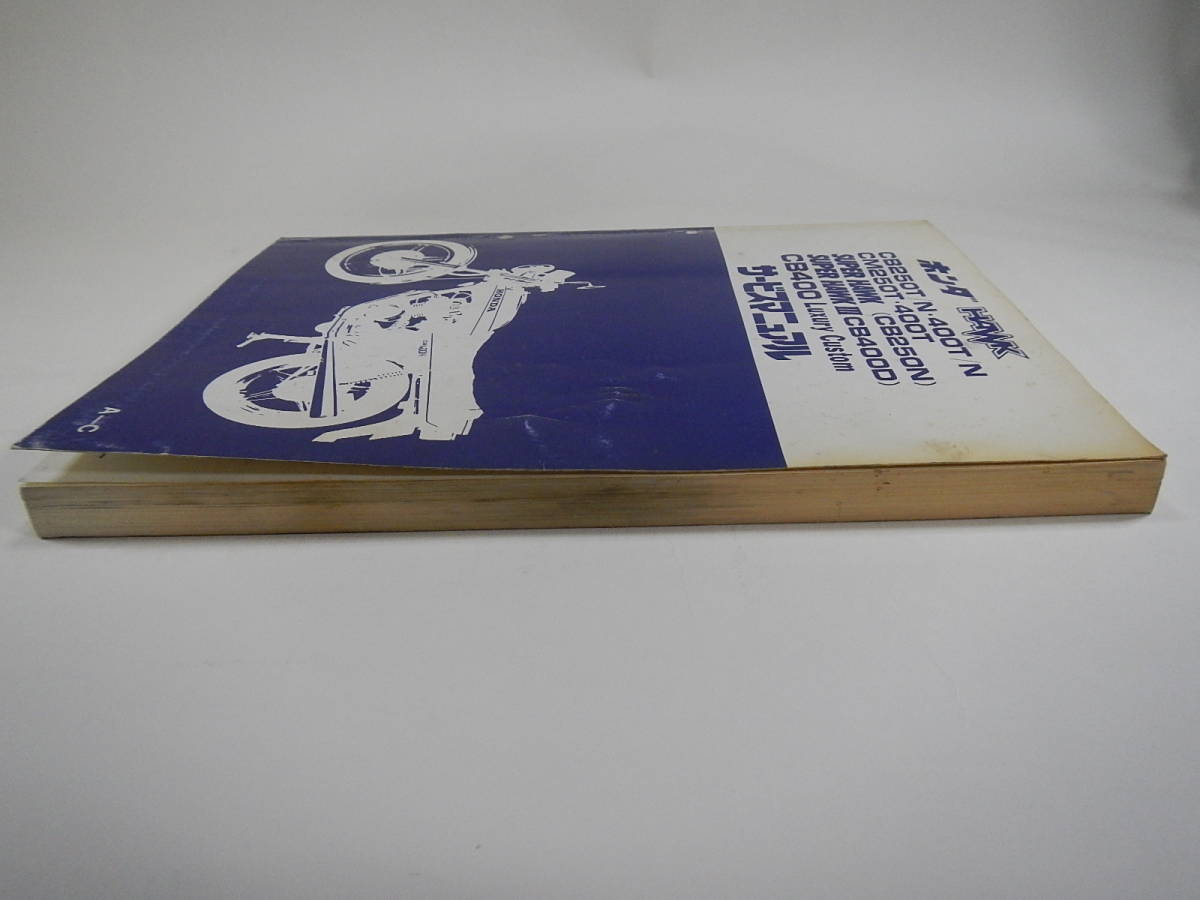 ホンダ HAWK
CB250T/N 400T/N
CM250T 400T
SUPER HAWK (CB250N)
SUPER HAWK III CB400D)
CB400 Luxury Custom
サービスマニュアル
HONDA
A—C